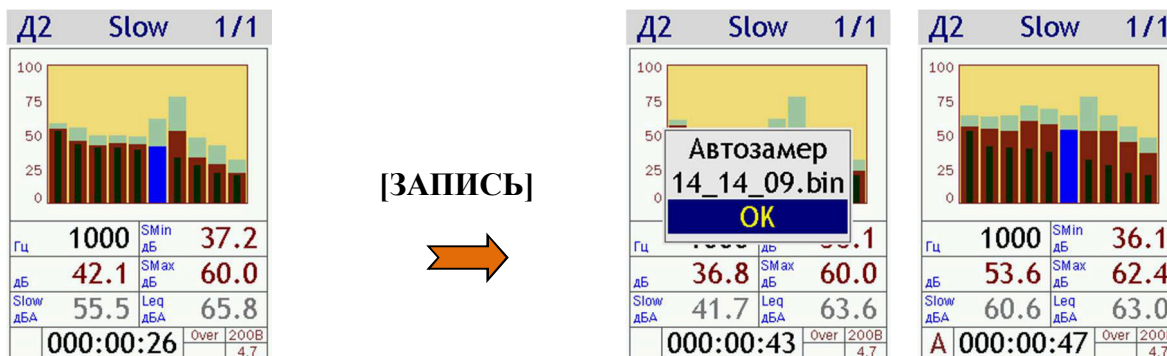 Д2 Slow 1/1
100
75
50
25
0
Гц 1000 SMin дБ 37.2
дБ 42.1 SMax дБ 60.0
Slow дБА 55.5 Leq дБА 65.8
000:00:26 Over 200В 4.7
[ЗАПИСЬ]
Д2 Slow 1/1
100
75
50
25
0
Автозамер
14_14_09.bin
OK
Гц дБ .1
дБ 36.8 SMax дБ 60.0
Slow дБА 41.7 Leq дБА 63.6
000:00:43 Over 200В 4.7
Д2 Slow 1/1
100
75
50
25
0
Гц 1000 SMin дБ 36.1
дБ 53.6 SMax дБ 62.4
Slow дБА 60.6 Leq дБА 63.0
А 000:00:47 Over 200 4.7